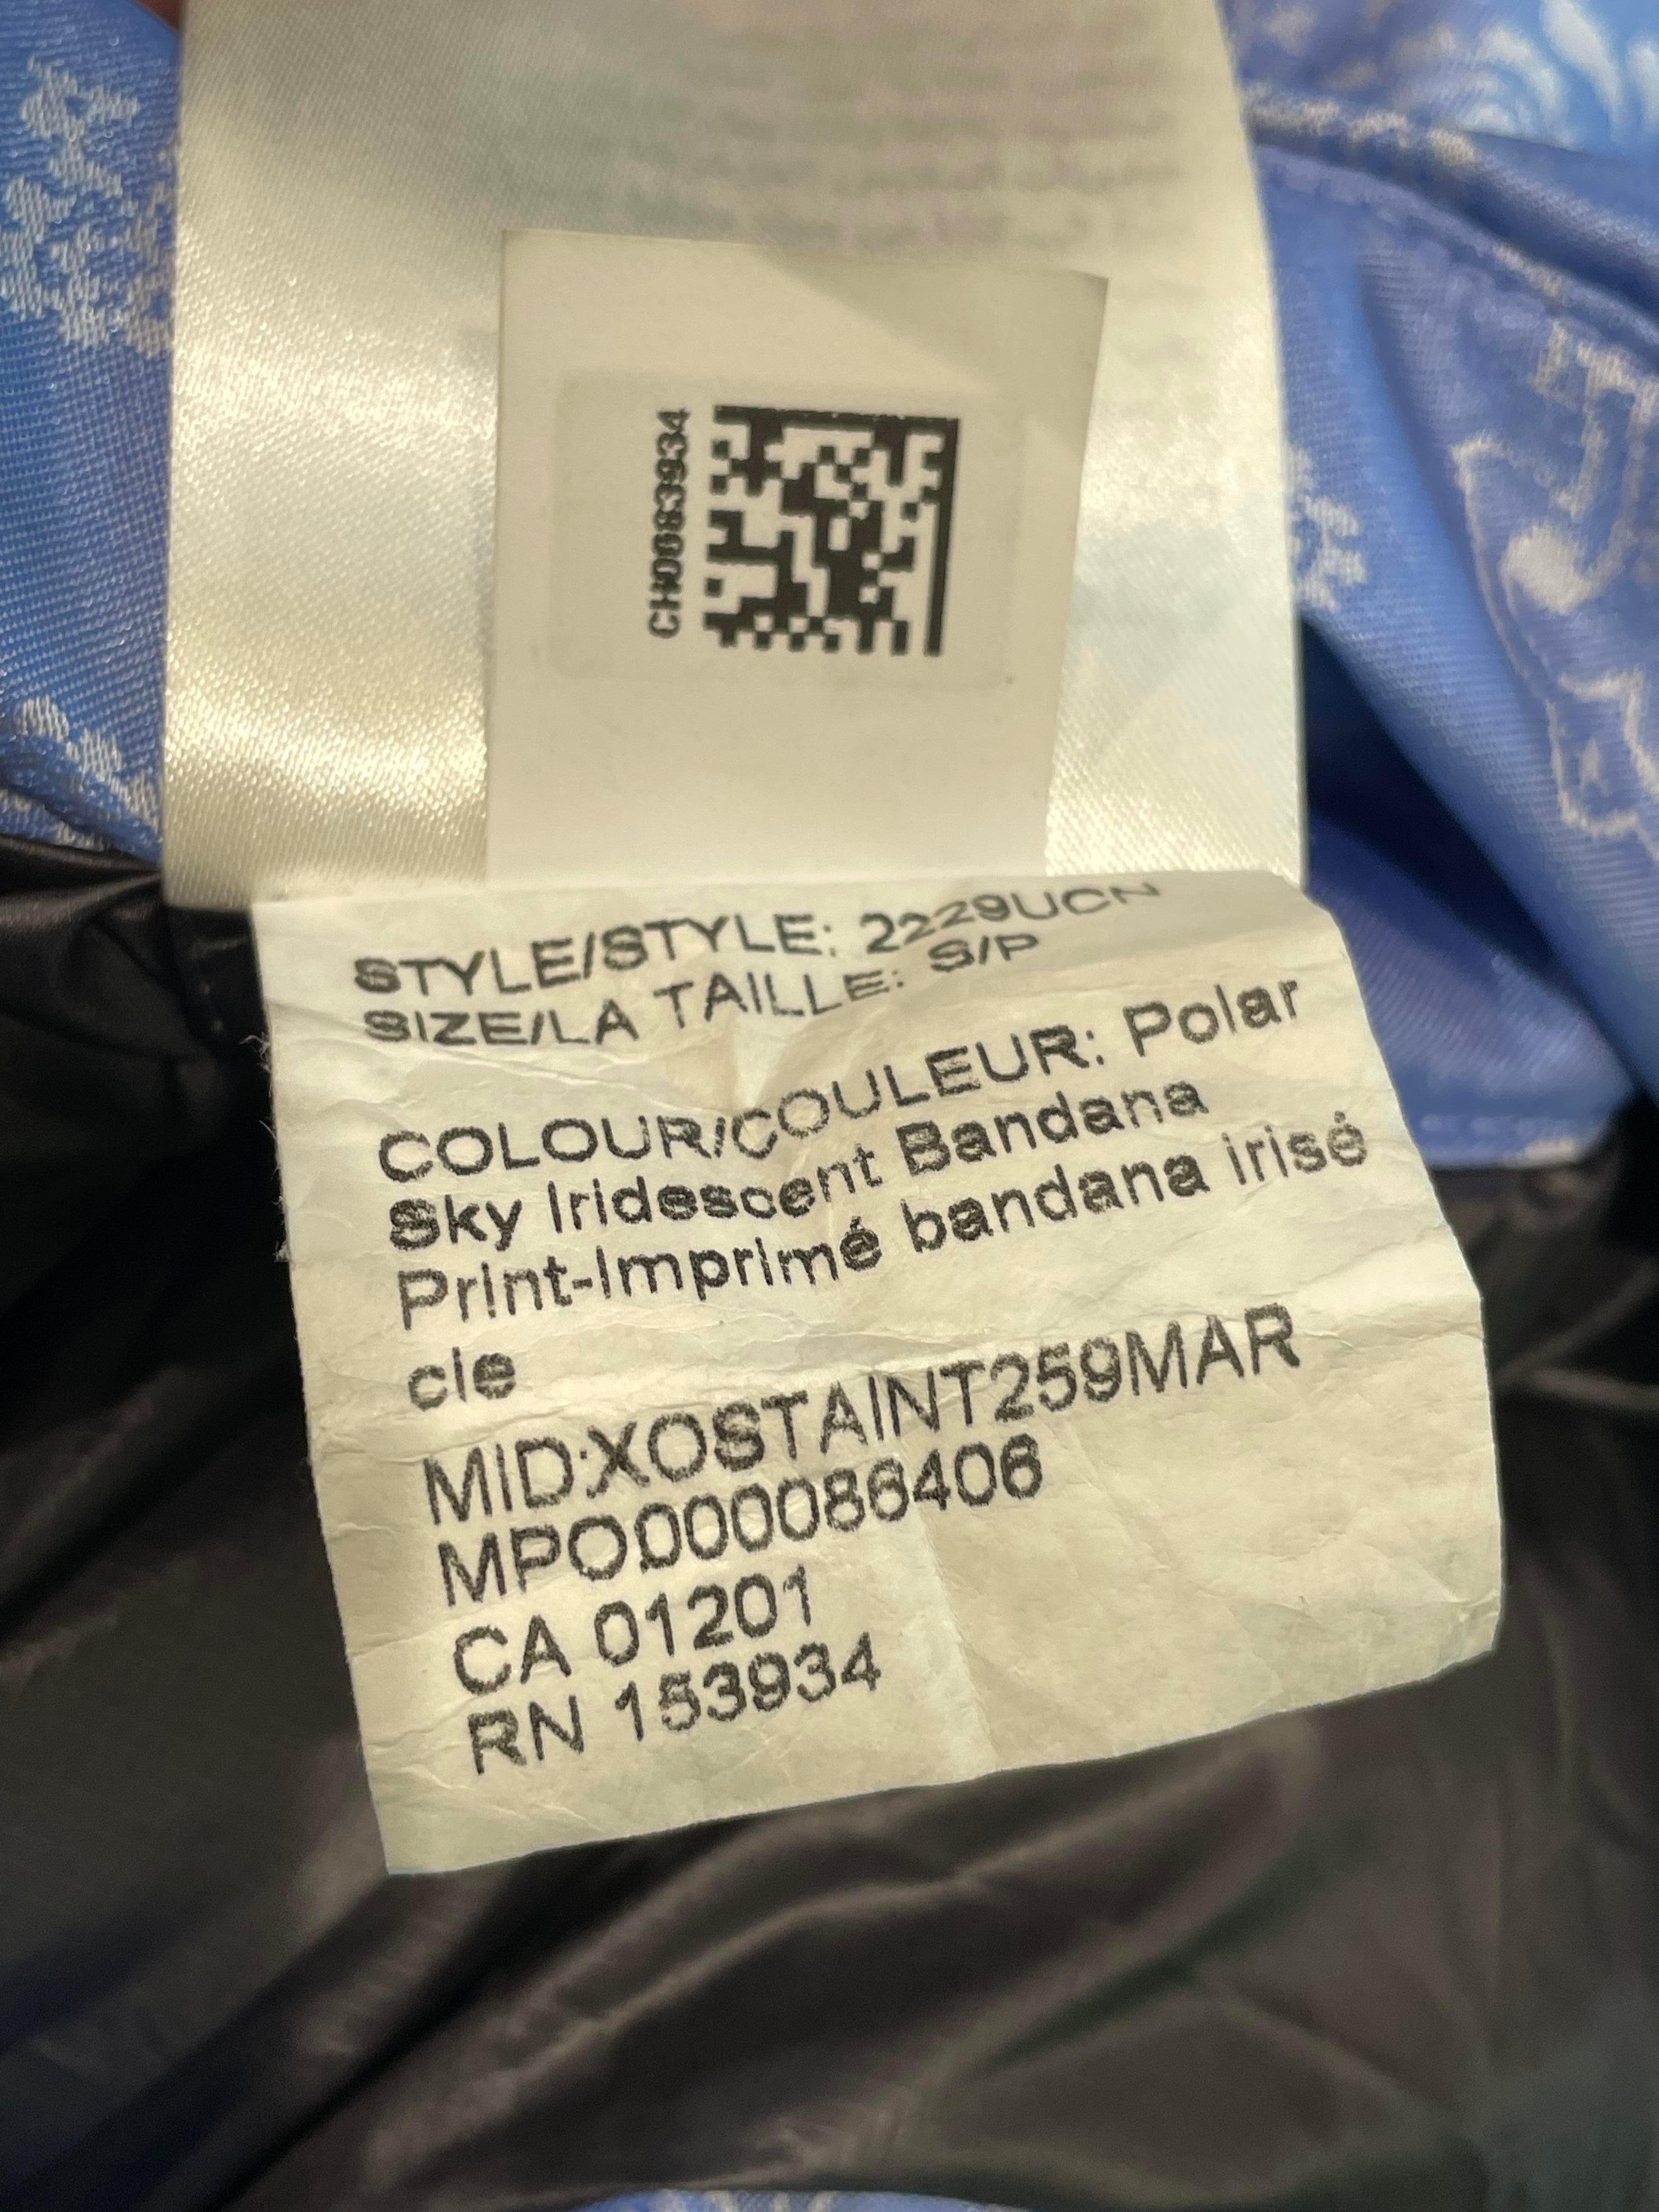 CH0683934
STYLE/STYLE: 2229UCN
SIZE/LA TAILLE: S/P
COLOUR/COULEUR: Polar
Sky Iridescent Bandana
Print-Imprimé bandana irisé
cie
MID:XOSTAINT259MAR
MPO000086406
CA 01201
RN 153934